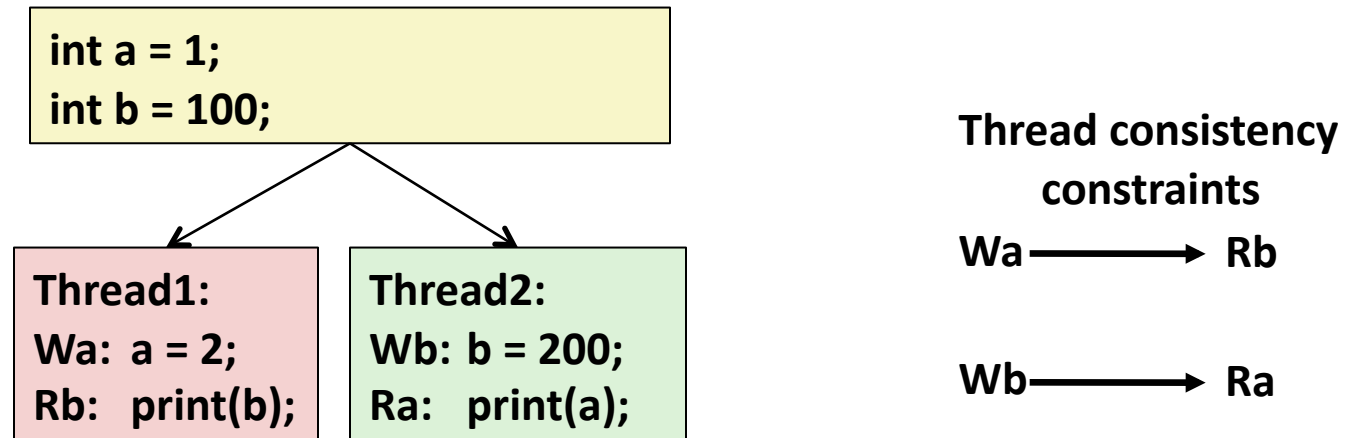 int a = 1;
int b = 100;
Thread1:
Wa: a = 2;
Rb: print(b);
Thread2:
Wb: b = 200;
Ra: print(a);
Thread consistency
constraints
Wa Rb
Wb Ra